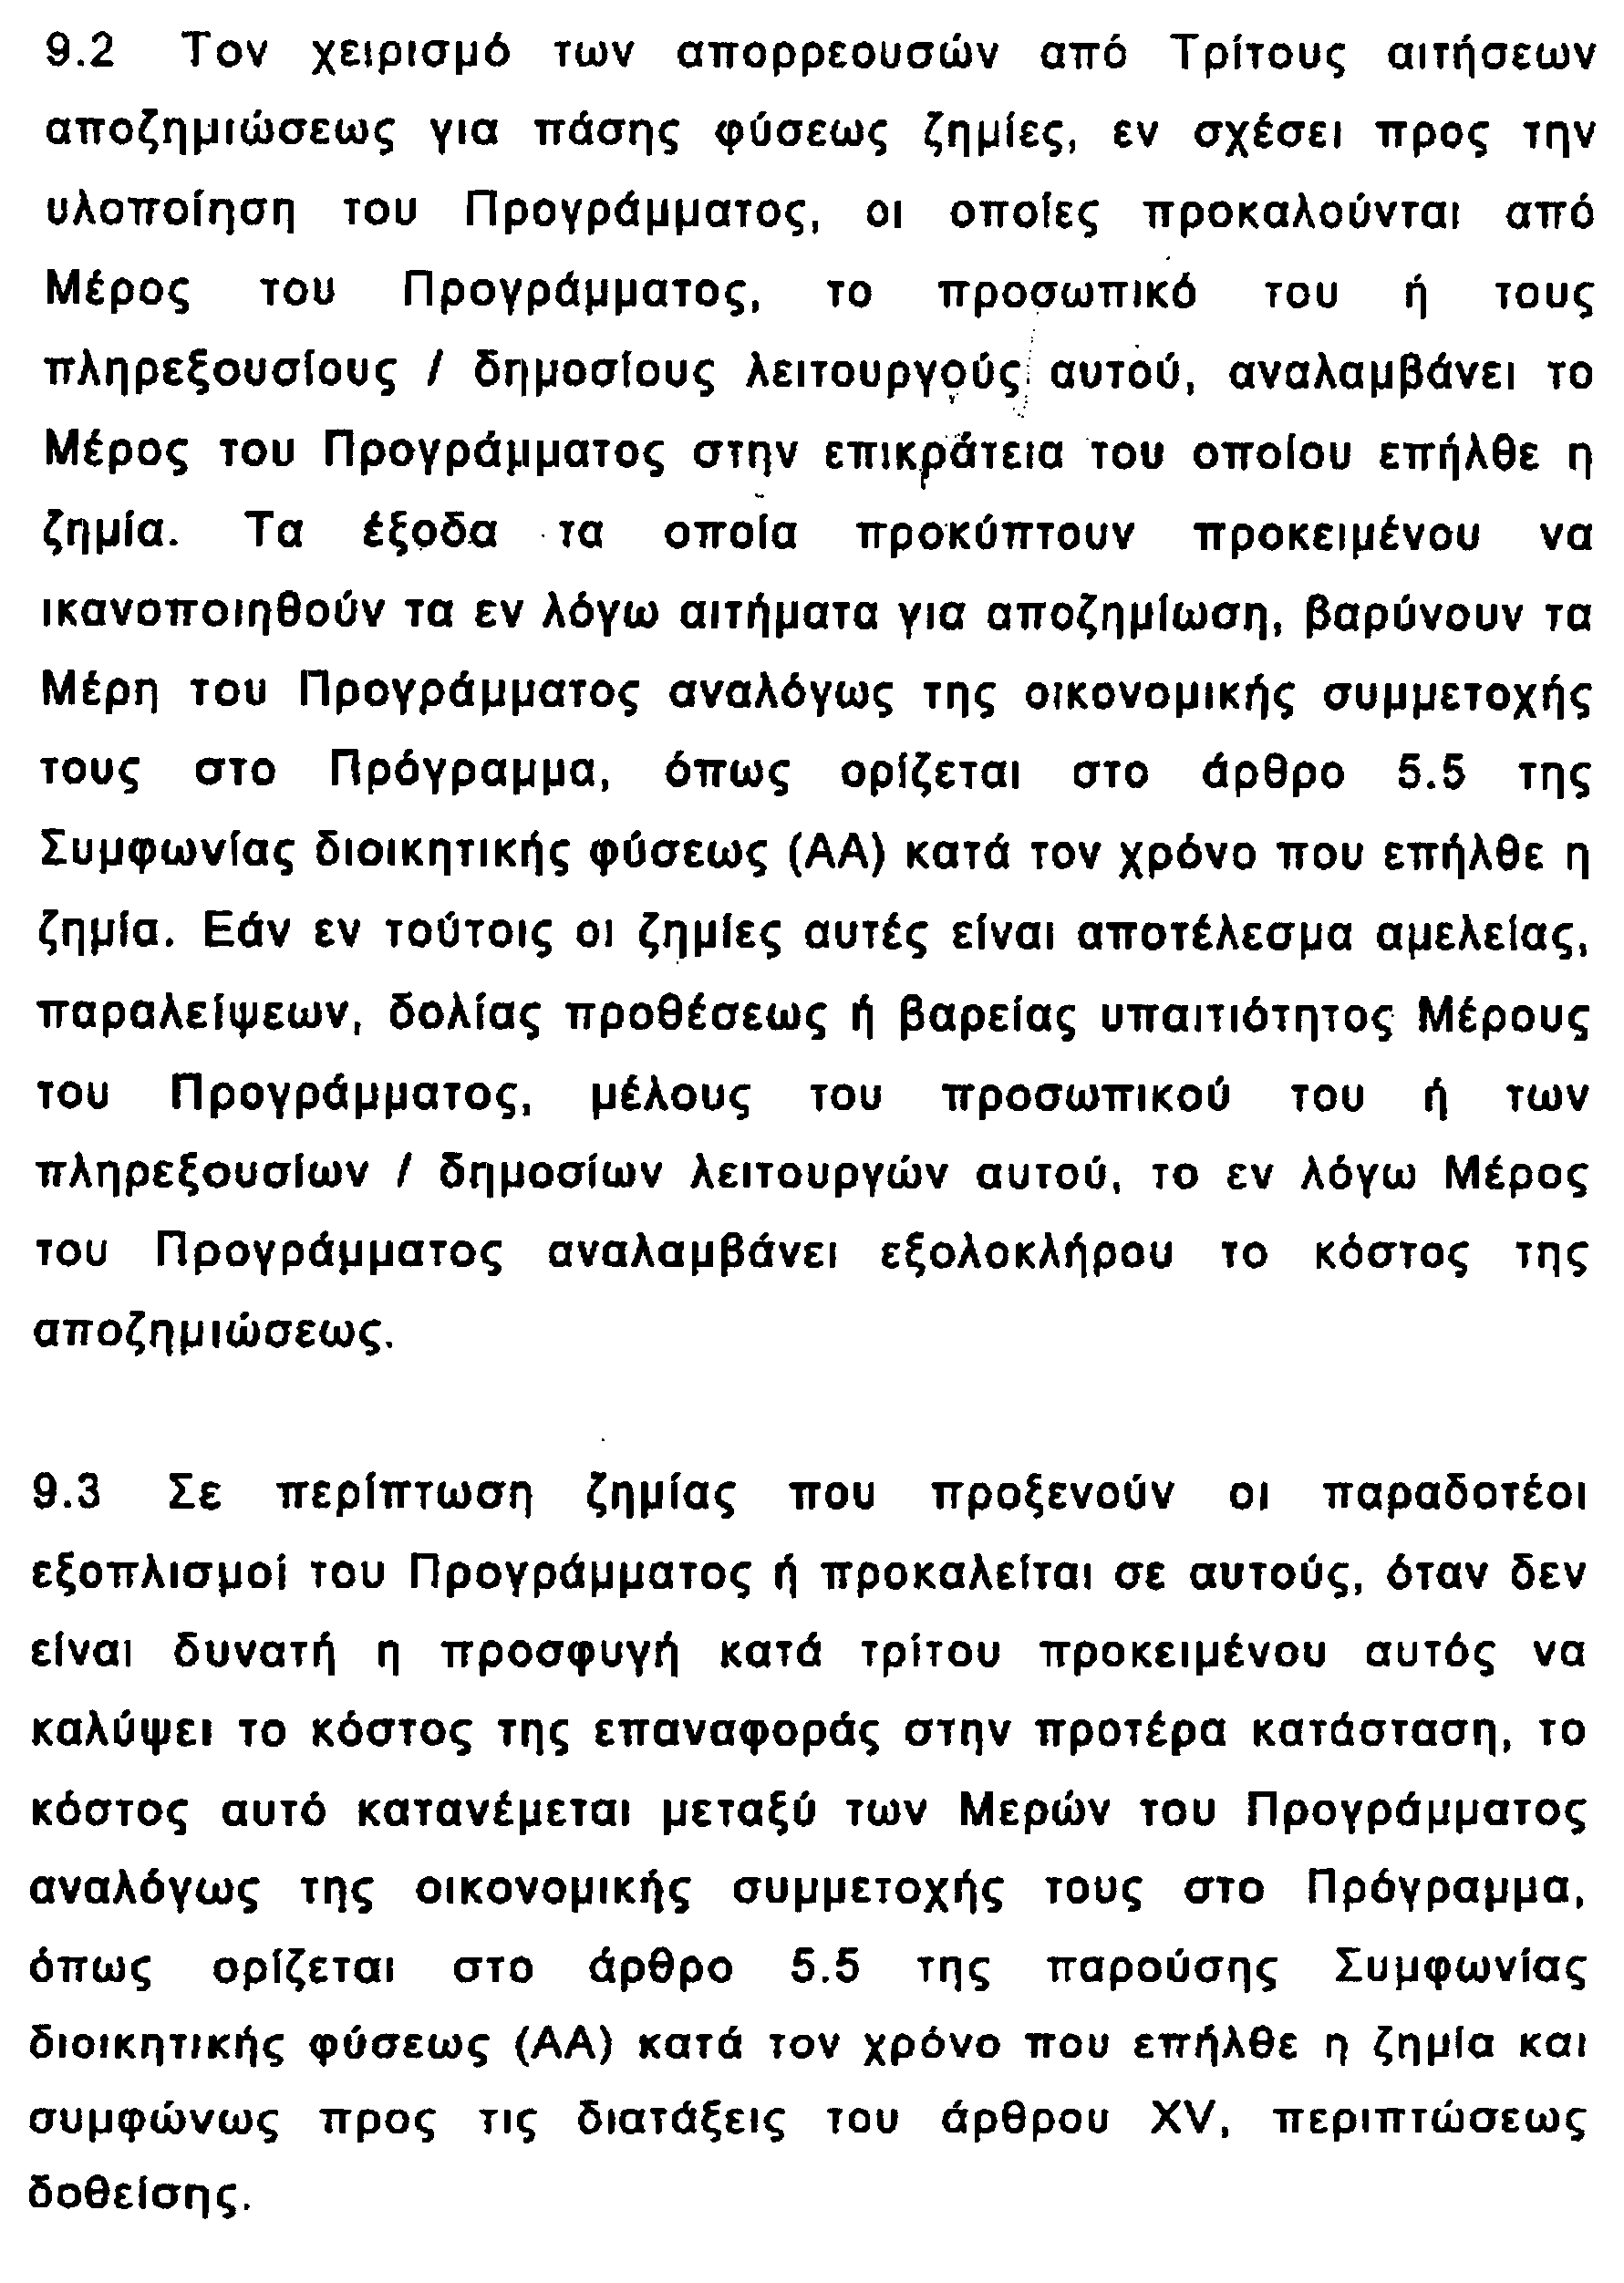 9.2 Τον χειρισμό των απορρεουσών από Τρίτους αιτήσεων
αποζημιώσεως για πάσης φύσεως ζημίες, εν σχέσει προς την
υλοποίηση του Προγράμματος, οι οποίες προκαλούνται από
Μέρος του Προγράμματος, το προσωπικό του ή τους
πληρεξουσίους / δημοσίους λειτουργούς αυτού, αναλαμβάνει το
Μέρος του Προγράμματος στην επικράτεια του οποίου επήλθε η
ζημία. Τα έξοδα τα οποία προκύπτουν προκειμένου να
ικανοποιηθούν τα εν λόγω αιτήματα για αποζημίωση, βαρύνουν τα
Μέρη του Προγράμματος αναλόγως της οικονομικής συμμετοχής
τους στο Πρόγραμμα, όπως ορίζεται στο άρθρο 5.5 της
Συμφωνίας διοικητικής φύσεως (ΑΑ) κατά τον χρόνο που επήλθε η
ζημία. Εάν εν τούτοις οι ζημίες αυτές είναι αποτέλεσμα αμελείας,
παραλείψεων, δολίας προθέσεως ή βαρείας υπαιτιότητος Μέρους
του Προγράμματος, μέλους του προσωπικού του ή των
πληρεξουσίων / δημοσίων λειτουργών αυτού, το εν λόγω Μέρος
του Προγράμματος αναλαμβάνει εξολοκλήρου το κόστος της
αποζημιώσεως.
9.3 Σε περίπτωση ζημίας που προξενούν οι παραδοτέοι
εξοπλισμοί του Προγράμματος ή προκαλείται σε αυτούς, όταν δεν
είναι δυνατή η προσφυγή κατά τρίτου προκειμένου αυτός να
καλύψει το κόστος της επαναφοράς στην προτέρα κατάσταση, το
κόστος αυτό κατανέμεται μεταξύ των Μερών του Προγράμματος
αναλόγως της οικονομικής συμμετοχής τους στο Πρόγραμμα,
όπως ορίζεται στο άρθρο 5.5 της παρούσης Συμφωνίας
διοικητικής φύσεως (ΑΑ) κατά τον χρόνο που επήλθε η ζημία και
συμφώνως προς τις διατάξεις του άρθρου XV, περιπτώσεως
δοθείσης.